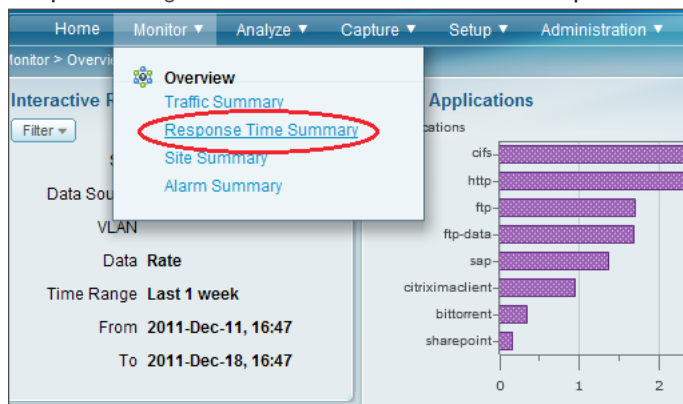 Home Monitor Analyze Capture Setup Administration
Monitor > Overvi
Overview
Traffic Summary
Response Time Summary
Site Summary
Alarm Summary
Interactive R
Filter
Data Sou
VLAN
Data Rate
Time Range Last 1 week
From 2011-Dec-11, 16:47
To 2011-Dec-18, 16:47
Applications
cations
cifs
http
ftp
ftp-data
sap
citriximaclient
bittorrent
sharepoint
0 1 2